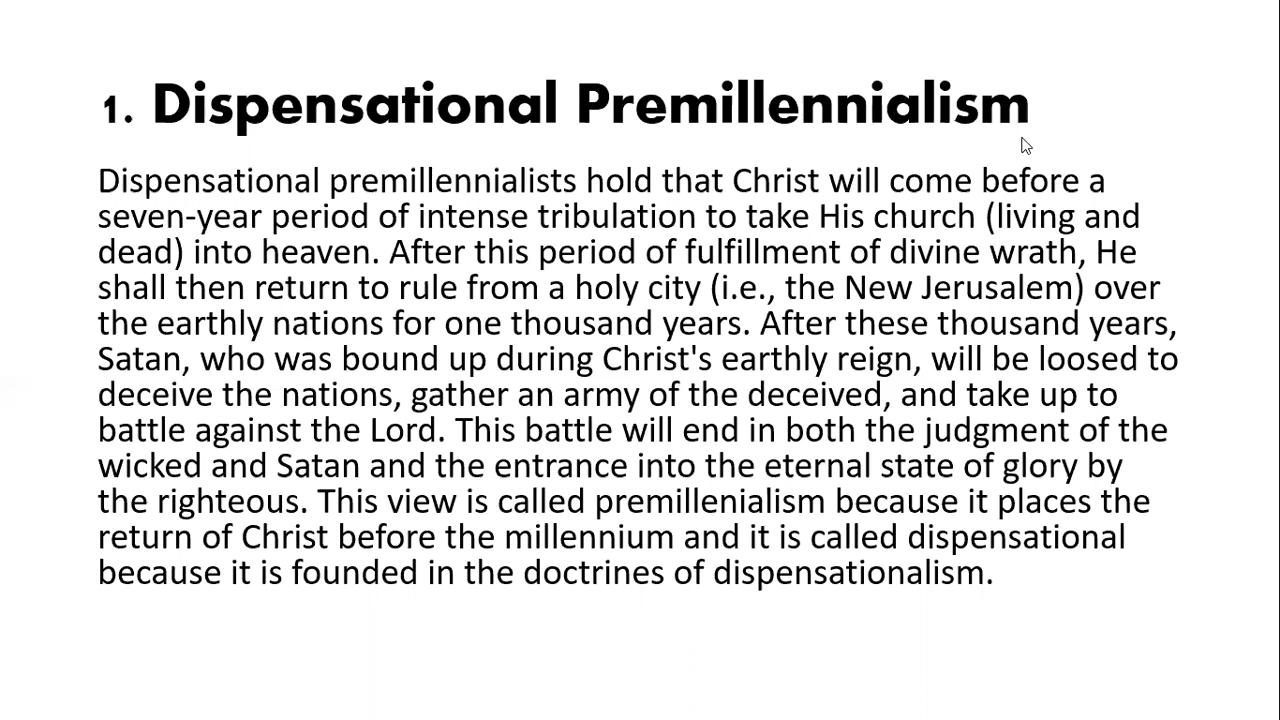 1. Dispensational Premillennialism
Dispensational premillennialists hold that Christ will come before a
seven-year period of intense tribulation to take His church (living and
dead) into heaven. After this period of fulfillment of divine wrath, He
shall then return to rule from a holy city (i.e., the New Jerusalem) over
the earthly nations for one thousand years. After these thousand years,
Satan, who was bound up during Christ's earthly reign, will be loosed to
deceive the nations, gather an army of the deceived, and take up to
battle against the Lord. This battle will end in both the judgment of the
wicked and Satan and the entrance into the eternal state of glory by
the righteous. This view is called premillenialism because it places the
return of Christ before the millennium and it is called dispensational
because it is founded in the doctrines of dispensationalism.